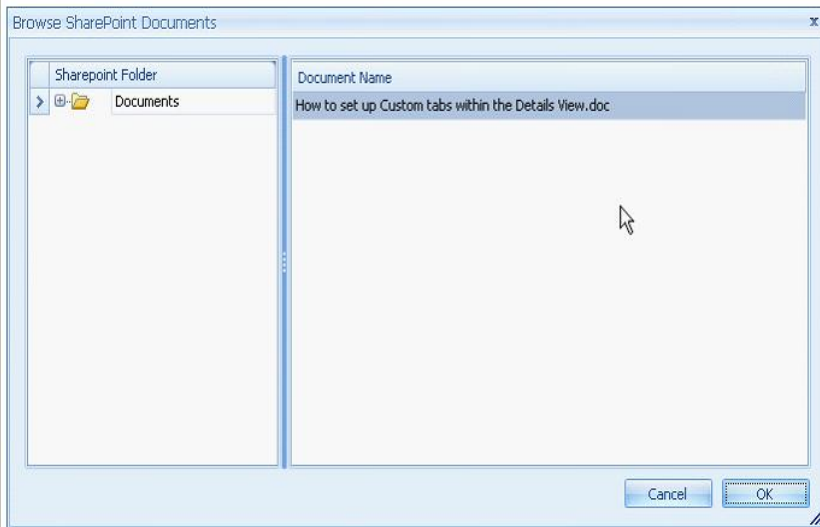 Browse SharePoint Documents
x
Sharepoint Folder
Documents
Document Name
How to set up Custom tabs within the Details View.doc
Cancel
OK